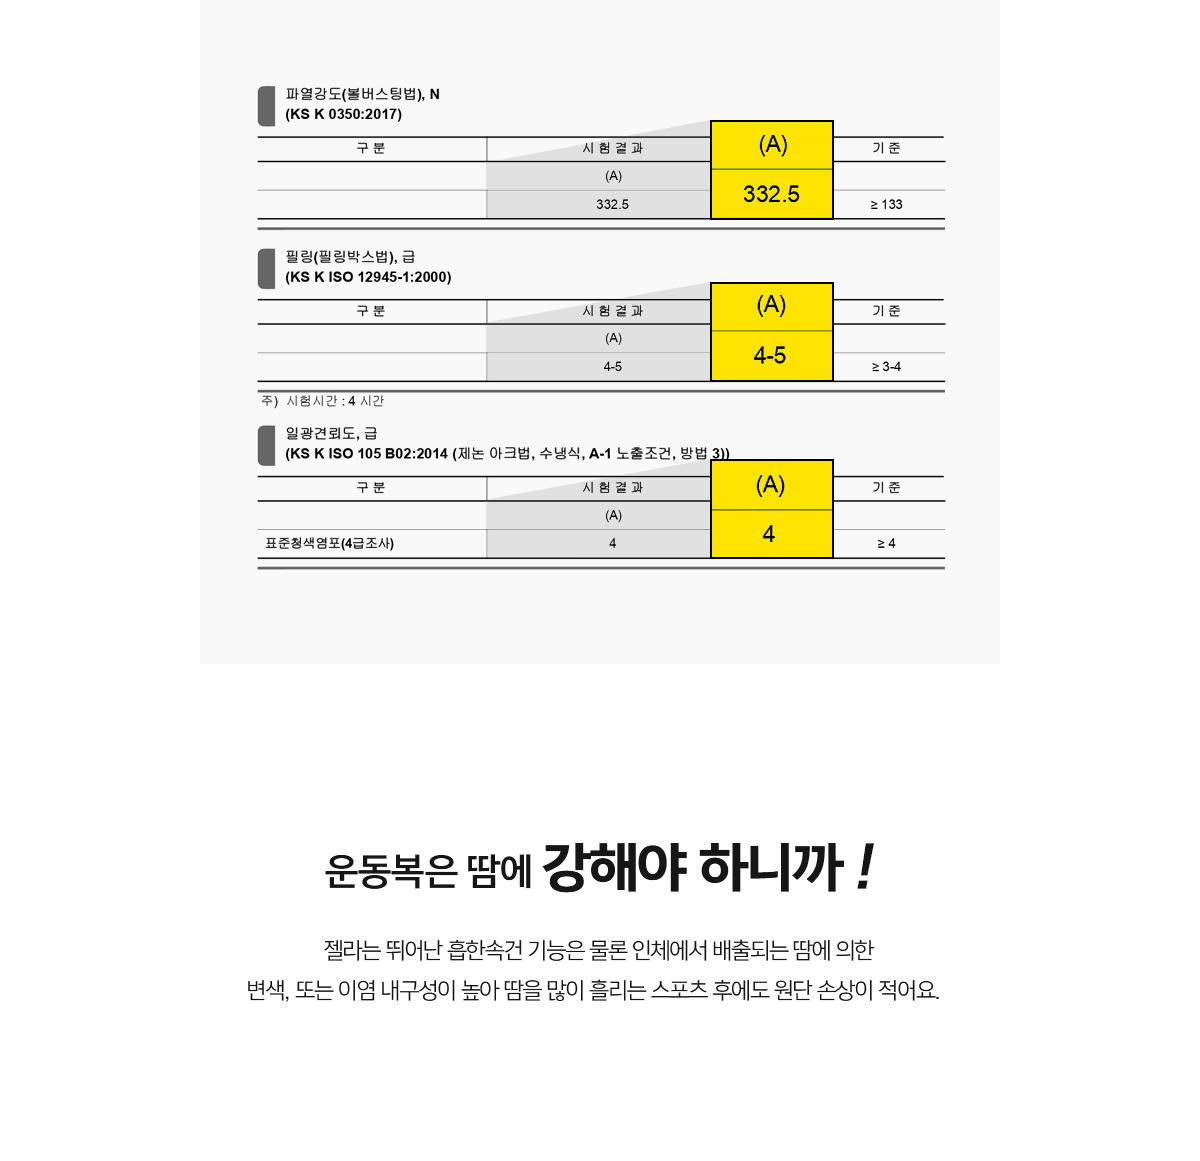 파열강도(볼버스팅법), N
(KS K 0350:2017)
구 분 시 험 결 과 (A) 기 준
(A)
332.5 332.5 ≥ 133
필링(필링박스법), 급
(KS K ISO 12945-1:2000)
구 분 시 험 결 과 (A) 기 준
(A)
4-5 4-5 ≥ 3-4
주) 시험시간 : 4 시간
일광견뢰도, 급
(KS K ISO 105 B02:2014 (제논 아크법, 수냉식, A-1 노출조건, 방법 3))
구 분 시 험 결 과 (A) 기 준
(A)
표준청색염포(4급조사) 4 4 ≥ 4
운동복은 땀에 강해야 하니까 !
젤라는 뛰어난 흡한속건 기능은 물론 인체에서 배출되는 땀에 의한
변색, 또는 이염 내구성이 높아 땀을 많이 흘리는 스포츠 후에도 원단 손상이 적어요.